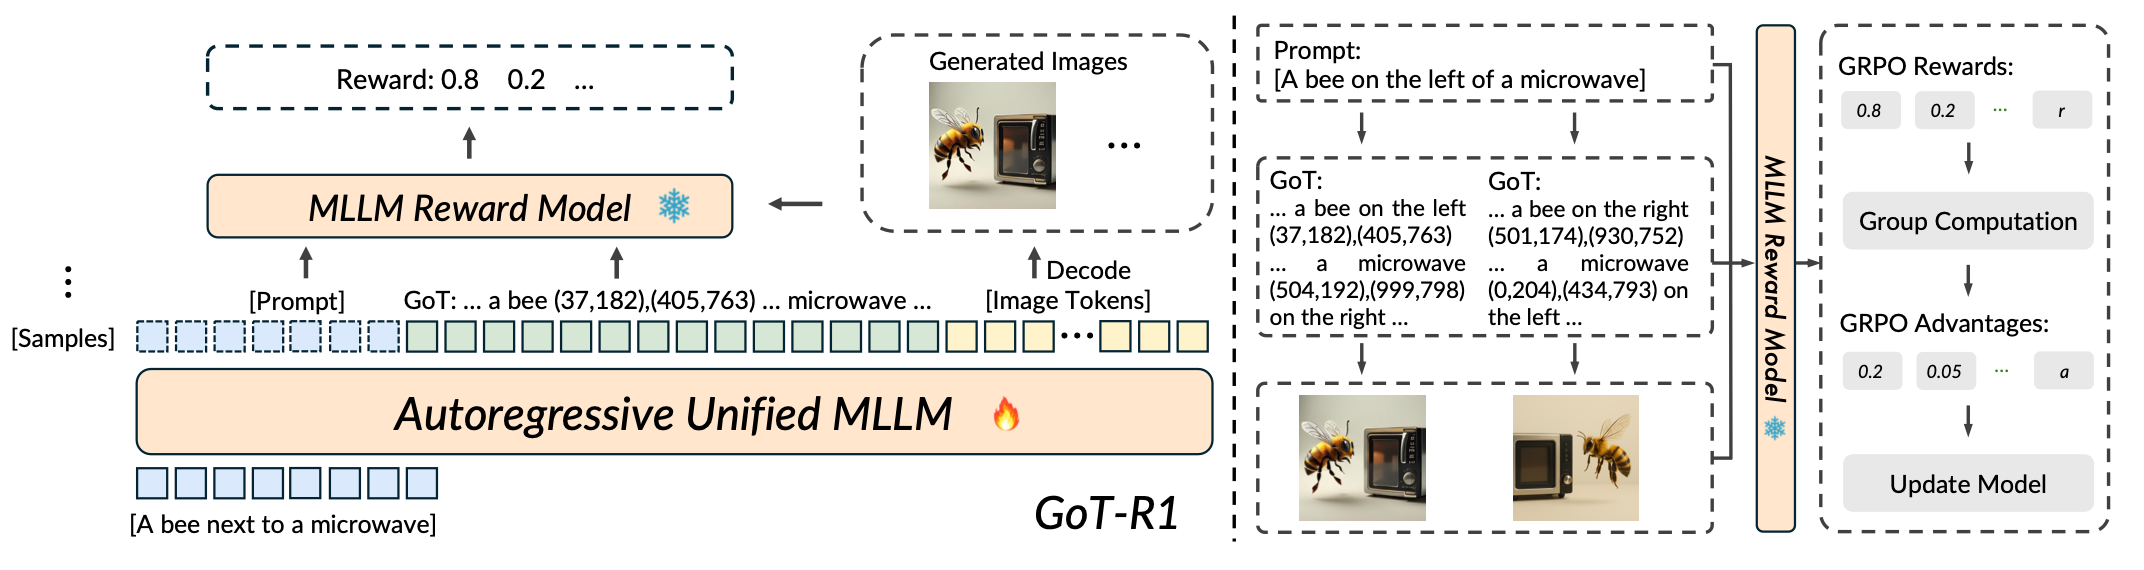 Reward: 0.8 0.2 ...
Generated Images
MLLM Reward Model
[Prompt]
GoT: ... a bee (37,182),(405,763) ... microwave ...
Decode
[Image Tokens]
[Samples]
Autoregressive Unified MLLM
[A bee next to a microwave]
GoT-R1
Prompt:
[A bee on the left of a microwave]
GoT:
... a bee on the left
(37,182),(405,763)
... a microwave
(504,192),(999,798)
on the right ...
GoT:
... a bee on the right
(501,174),(930,752)
... a microwave
(0,204),(434,793) on
the left ...
MLLM Reward Model
GRPO Rewards:
0.8 0.2 ... r
Group Computation
GRPO Advantages:
0.2 0.05 ... a
Update Model